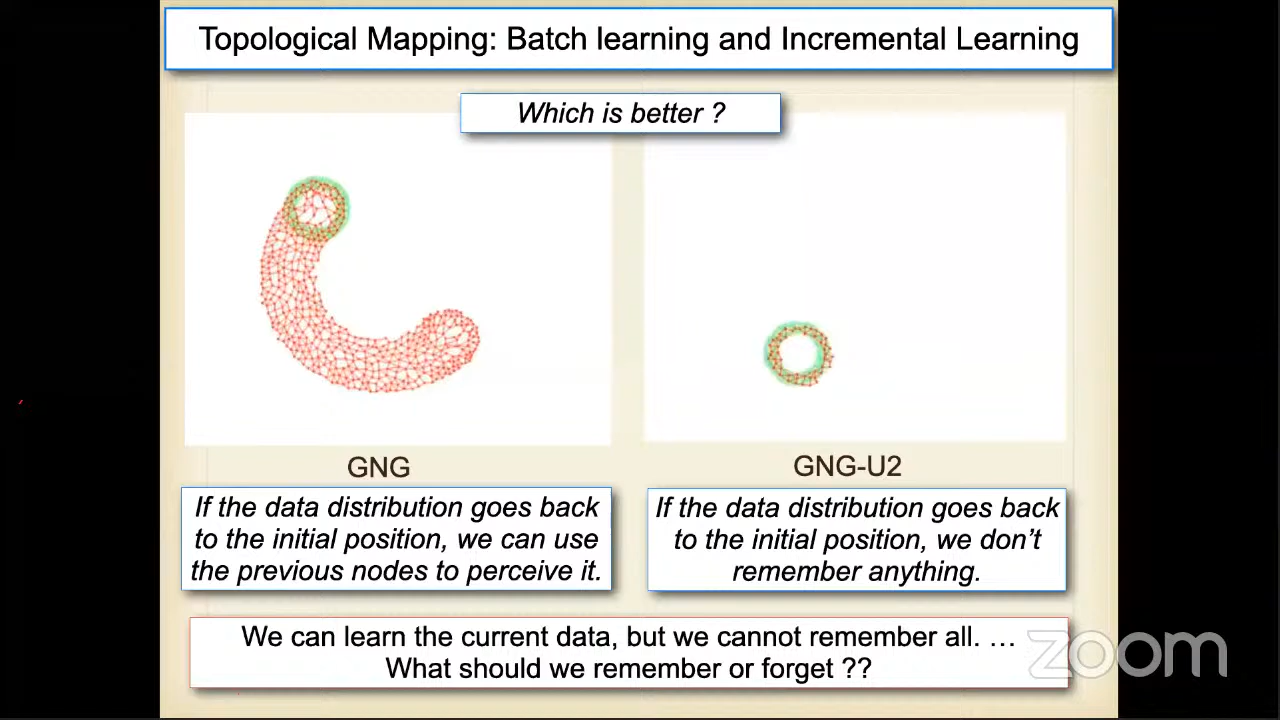 Topological Mapping: Batch learning and Incremental Learning
Which is better ?
GNG
GNG-U2
If the data distribution goes back
to the initial position, we can use
the previous nodes to perceive it.
If the data distribution goes back
to the initial position, we don't
remember anything.
We can learn the current data, but we cannot remember all. …
What should we remember or forget ??
zoom